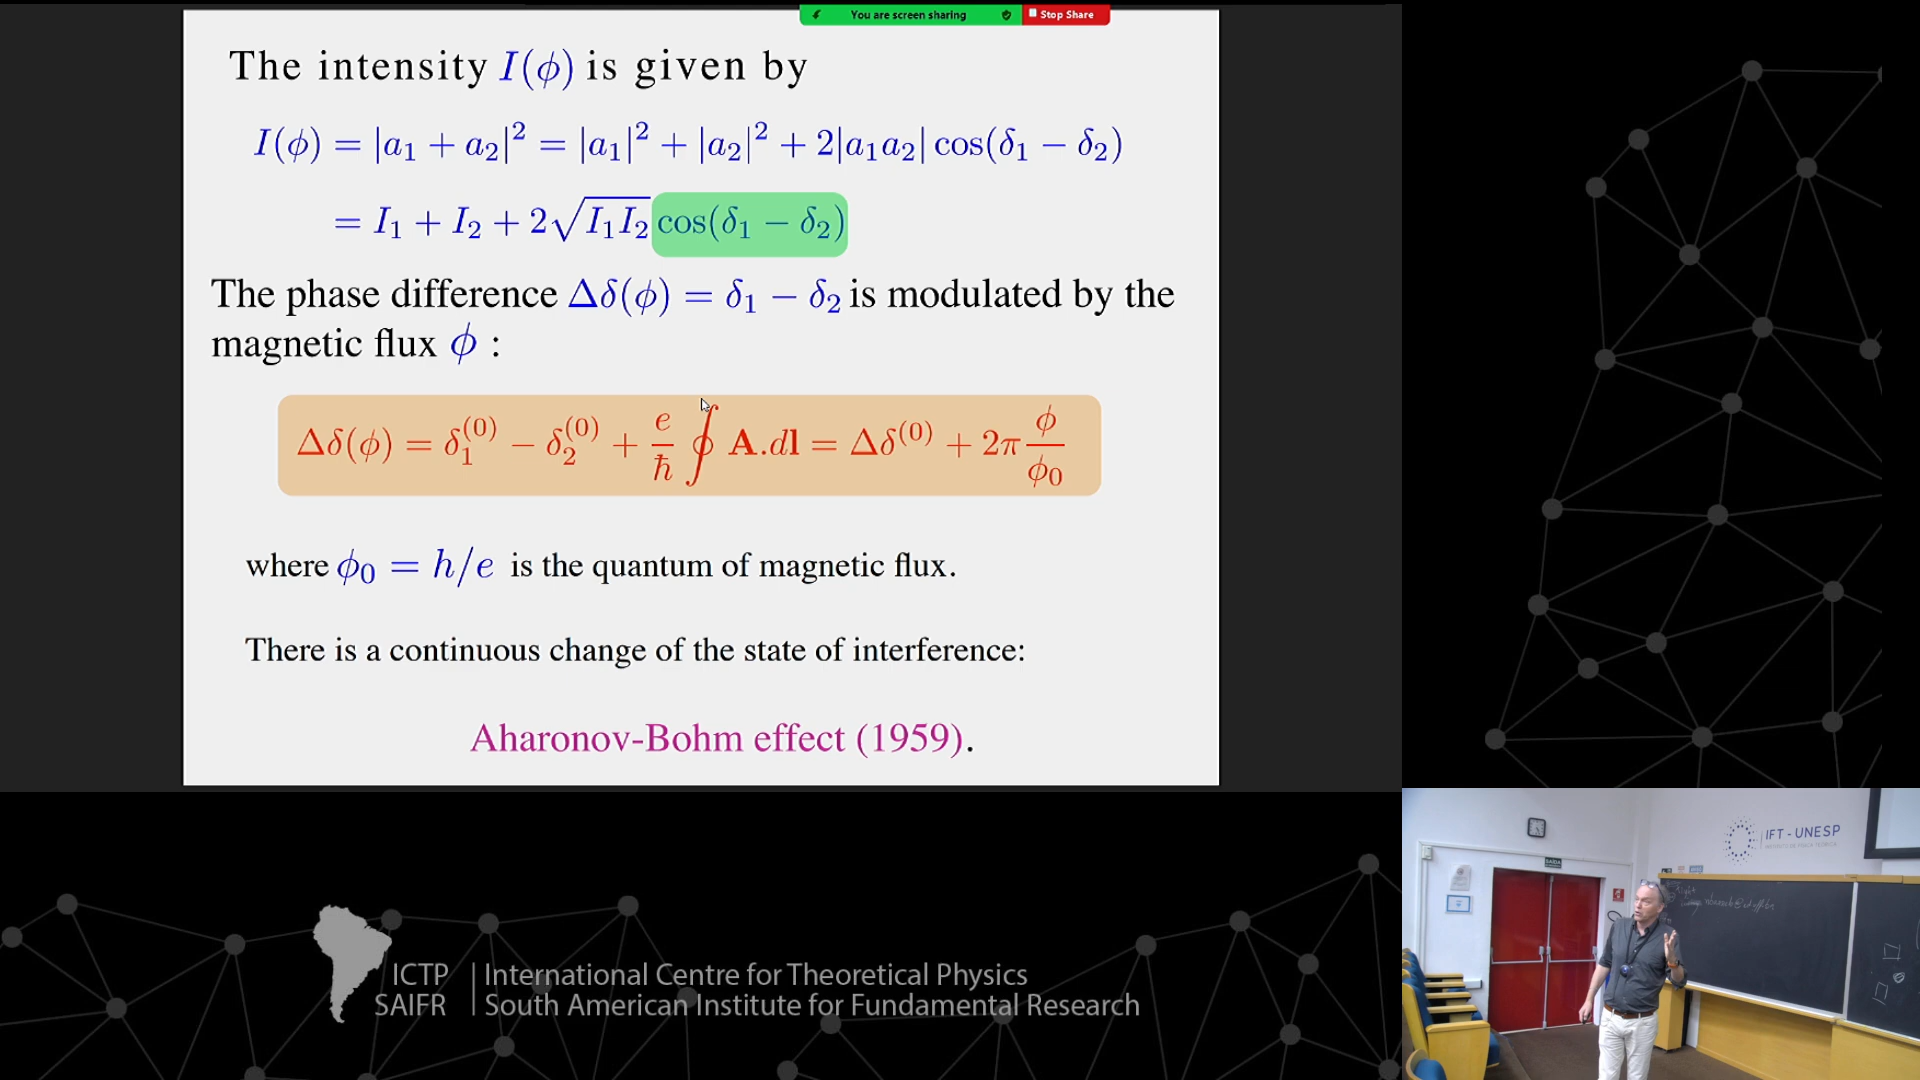 You are screen sharing
Stop Share
The intensity I(ϕ) is given by
I(ϕ) = |a₁ + a₂|² = |a₁|² + |a₂|² + 2|a₁a₂| cos(δ₁ − δ₂)
= I₁ + I₂ + 2√(I₁I₂) cos(δ₁ − δ₂)
The phase difference Δδ(ϕ) = δ₁ − δ₂ is modulated by the
magnetic flux ϕ :
Δδ(ϕ) = δ₁⁽⁰⁾ − δ₂⁽⁰⁾ + e/ħ ∮ A.dl = Δδ⁽⁰⁾ + 2π ϕ/ϕ₀
where ϕ₀ = h/e is the quantum of magnetic flux.
There is a continuous change of the state of interference:
Aharonov-Bohm effect (1959).
IFT - UNESP
SAÍDA
ICTP | International Centre for Theoretical Physics
SAIFR | South American Institute for Fundamental Research